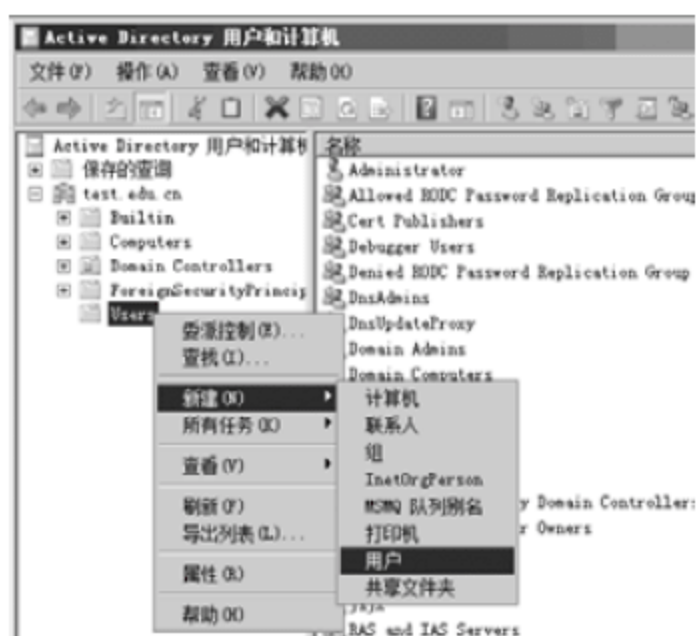 Active Directory 用户和计算机
文件(F) 操作(A) 查看(V) 帮助(H)
Active Directory 用户和计算机
保存的查询
test.edu.cn
Builtin
Computers
Domain Controllers
ForeignSecurityPrincip
Users
名称
Administrator
Allowed RODC Password Replication Group
Cert Publishers
Debugger Users
Denied RODC Password Replication Group
DnsAdmins
DnsUpdateProxy
Domain Admins
Domain Computers
y Domain Controller:
r Owners
RAS and IAS Servers
委派控制(E)...
查找(I)...
新建(N)
所有任务(K)
查看(V)
刷新(F)
导出列表(L)...
属性(R)
帮助(H)
计算机
联系人
组
InetOrgPerson
MSMQ 队列别名
打印机
用户
共享文件夹